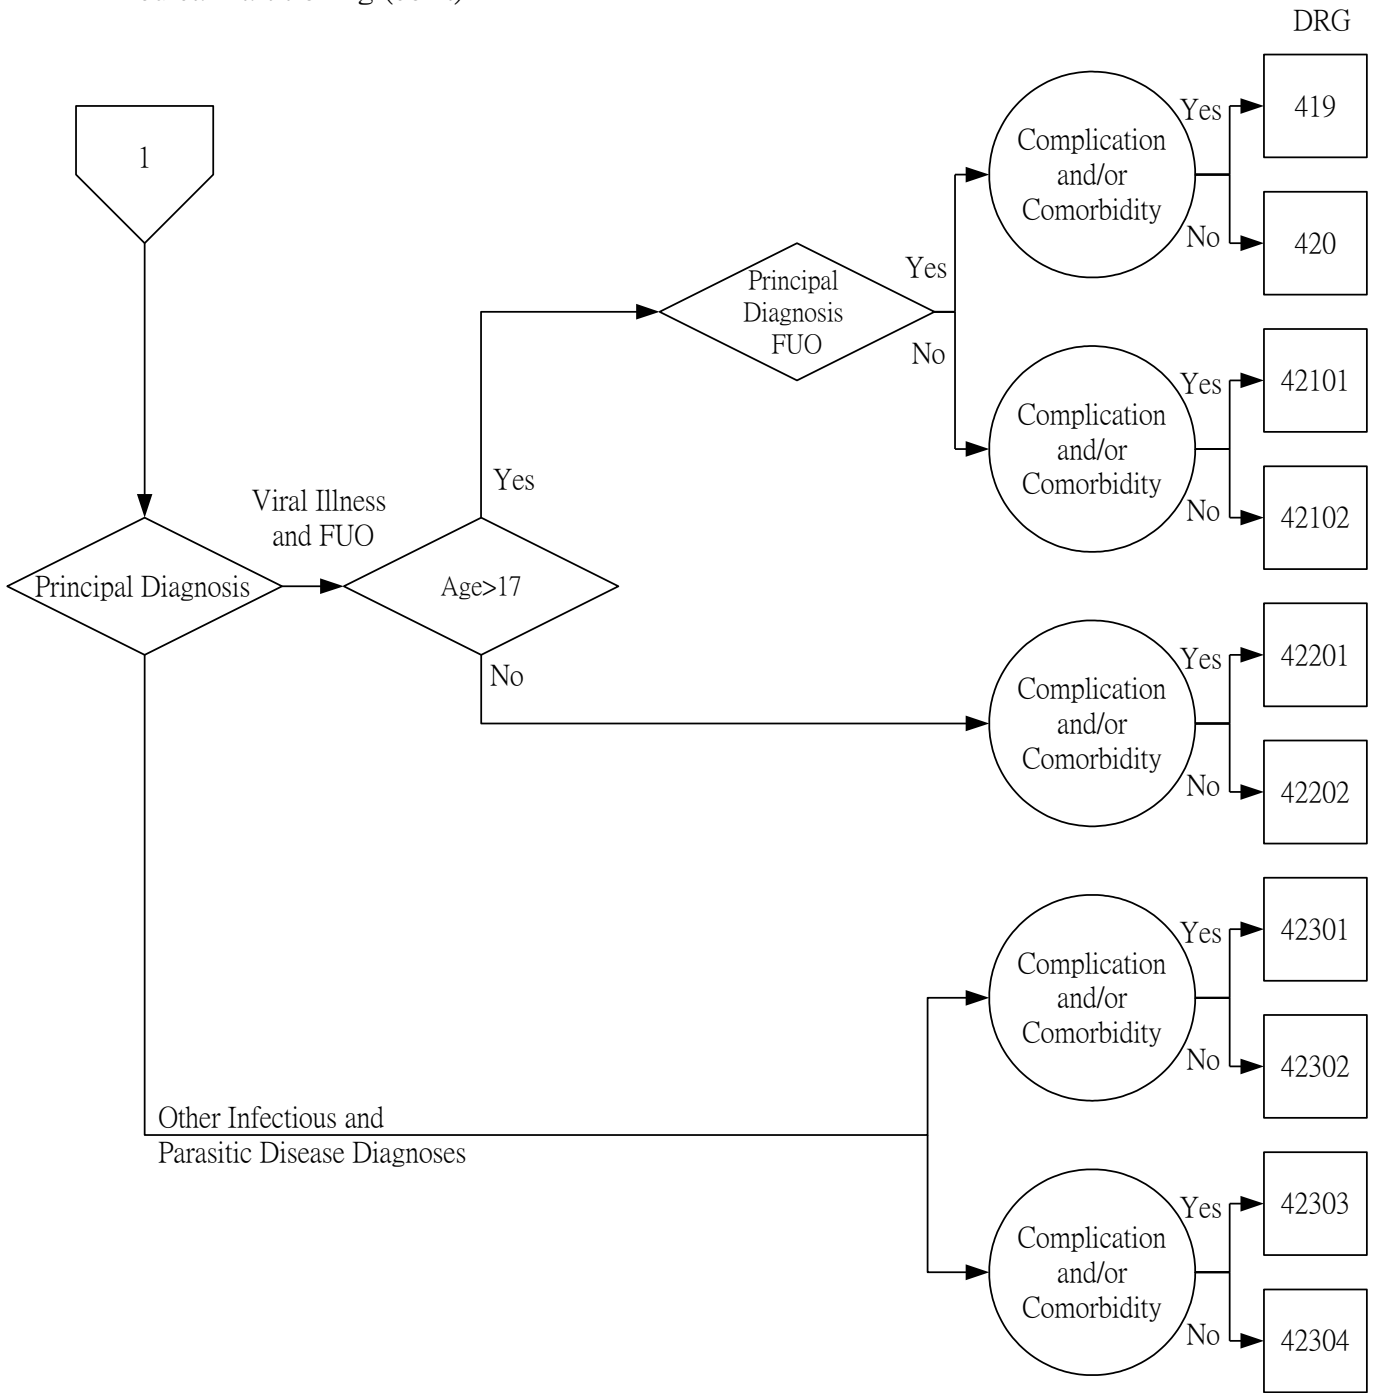 DRG
1
Principal Diagnosis
Viral Illness
and FUO
Age>17
Yes
No
Principal
Diagnosis
FUO
Yes
No
Complication
and/or
Comorbidity
Yes
No
419
420
Complication
and/or
Comorbidity
Yes
No
42101
42102
Complication
and/or
Comorbidity
Yes
No
42201
42202
Other Infectious and
Parasitic Disease Diagnoses
Complication
and/or
Comorbidity
Yes
No
42301
42302
Complication
and/or
Comorbidity
Yes
No
42303
42304